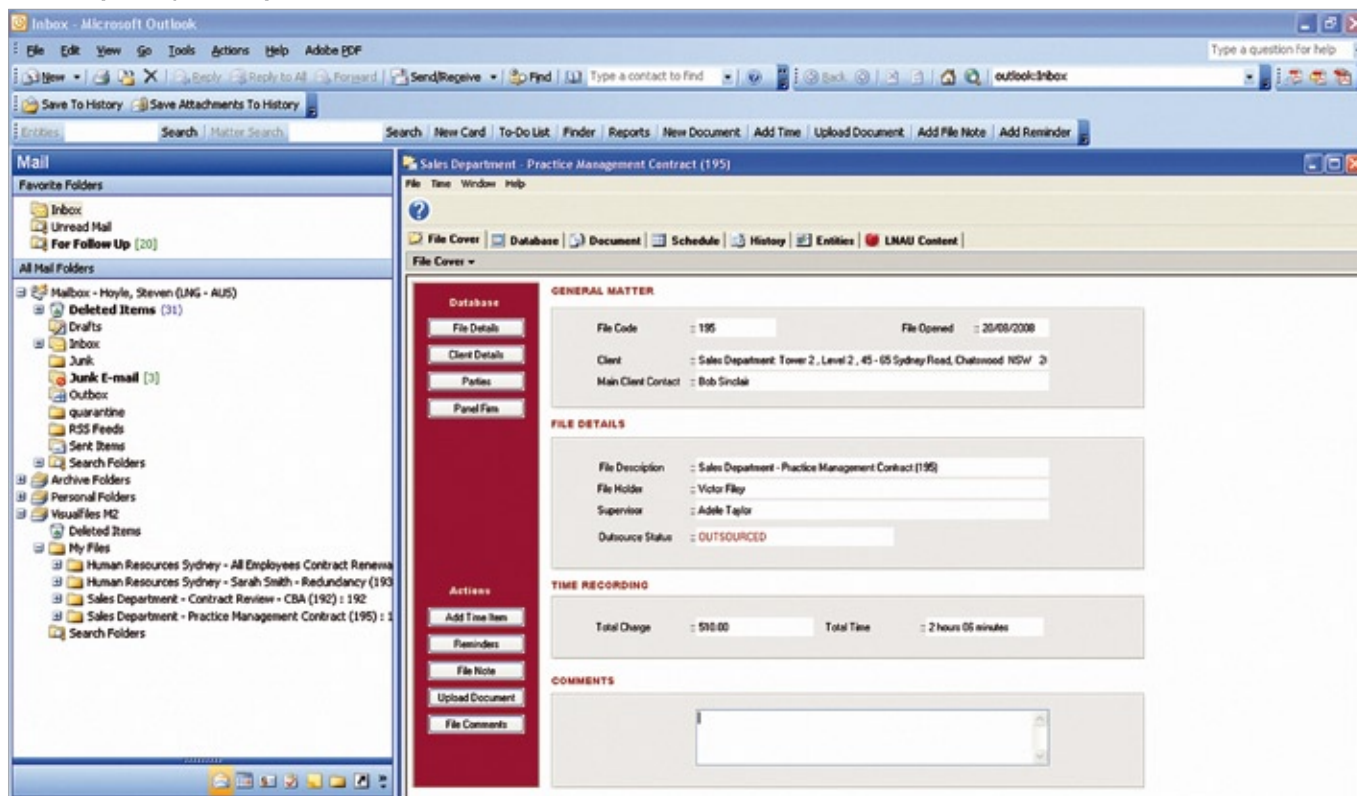 Inbox - Microsoft Outlook
File Edit View Go Tools Actions Help Adobe PDF Type a question for help
New Reply Reply to All Forward Send/Receive Find Type a contact to find Back outlook:Inbox
Save To History Save Attachments To History
Entities Search Matter Search Search New Card To-Do List Finder Reports New Document Add Time Upload Document Add File Note Add Reminder
Mail
Favorite Folders
Inbox
Unread Mail
For Follow Up [20]
All Mail Folders
Mailbox - Hoyle, Steven (LNG - AUS)
Deleted Items (31)
Drafts
Inbox
Junk
Junk E-mail [3]
Outbox
quarantine
RSS Feeds
Sent Items
Search Folders
Archive Folders
Personal Folders
Visualfiles M2
Deleted Items
My Files
Human Resources Sydney - All Employees Contract Renewa
Human Resources Sydney - Sarah Smith - Redundancy (193
Sales Department - Contract Review - CBA (192) : 192
Sales Department - Practice Management Contract (195) : 1
Search Folders
Sales Department - Practice Management Contract (195)
File Time Window Help
File Cover Database Document Schedule History Entities LNAU Content
File Cover
Database
File Details
Client Details
Parties
Panel Firm
Actions
Add Time Item
Reminders
File Note
Upload Document
File Comments
GENERAL MATTER
File Code :: 195 File Opened :: 20/08/2008
Client :: Sales Department: Tower 2 , Level 2 , 45 - 65 Sydney Road, Chatswood NSW 2
Main Client Contact :: Bob Sinclair
FILE DETAILS
File Description :: Sales Department - Practice Management Contract (195)
File Holder :: Victor Filey
Supervisor :: Adele Taylor
Outsource Status :: OUTSOURCED
TIME RECORDING
Total Charge :: 510.00 Total Time :: 2 hours 06 minutes
COMMENTS